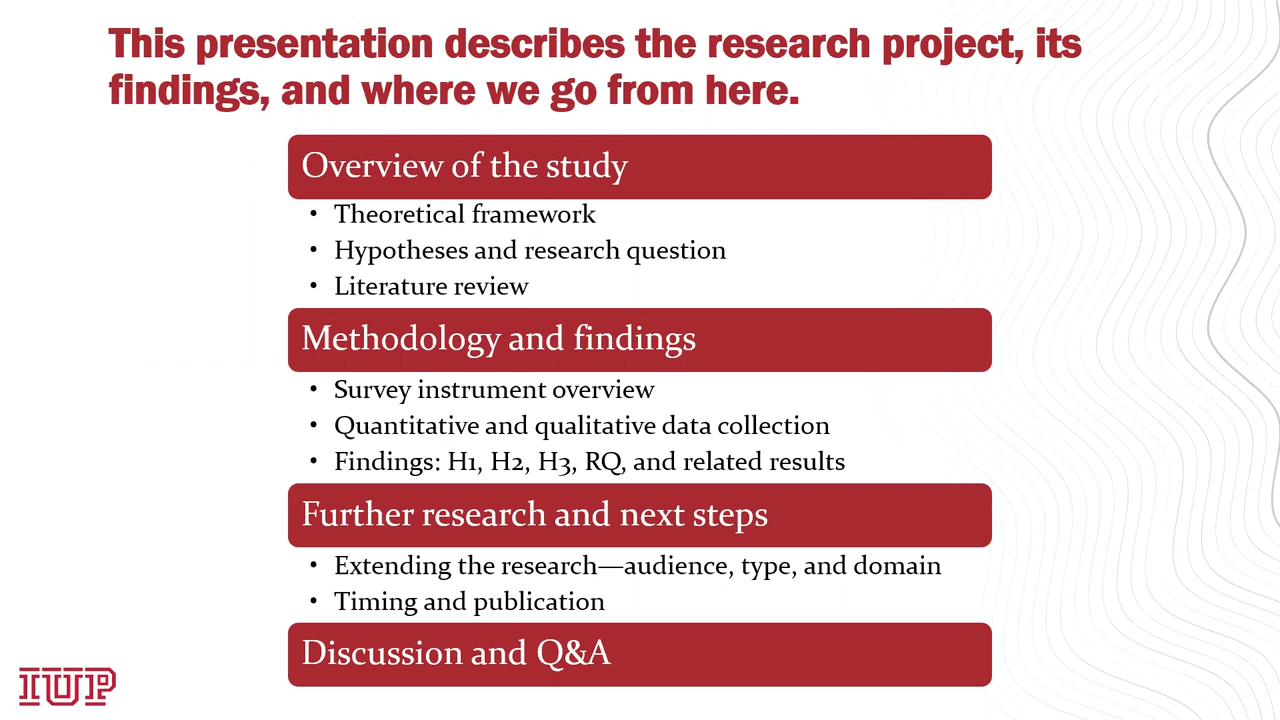 This presentation describes the research project, its
findings, and where we go from here.
Overview of the study
• Theoretical framework
• Hypotheses and research question
• Literature review
Methodology and findings
• Survey instrument overview
• Quantitative and qualitative data collection
• Findings: H1, H2, H3, RQ, and related results
Further research and next steps
• Extending the research—audience, type, and domain
• Timing and publication
Discussion and Q&A
IUP